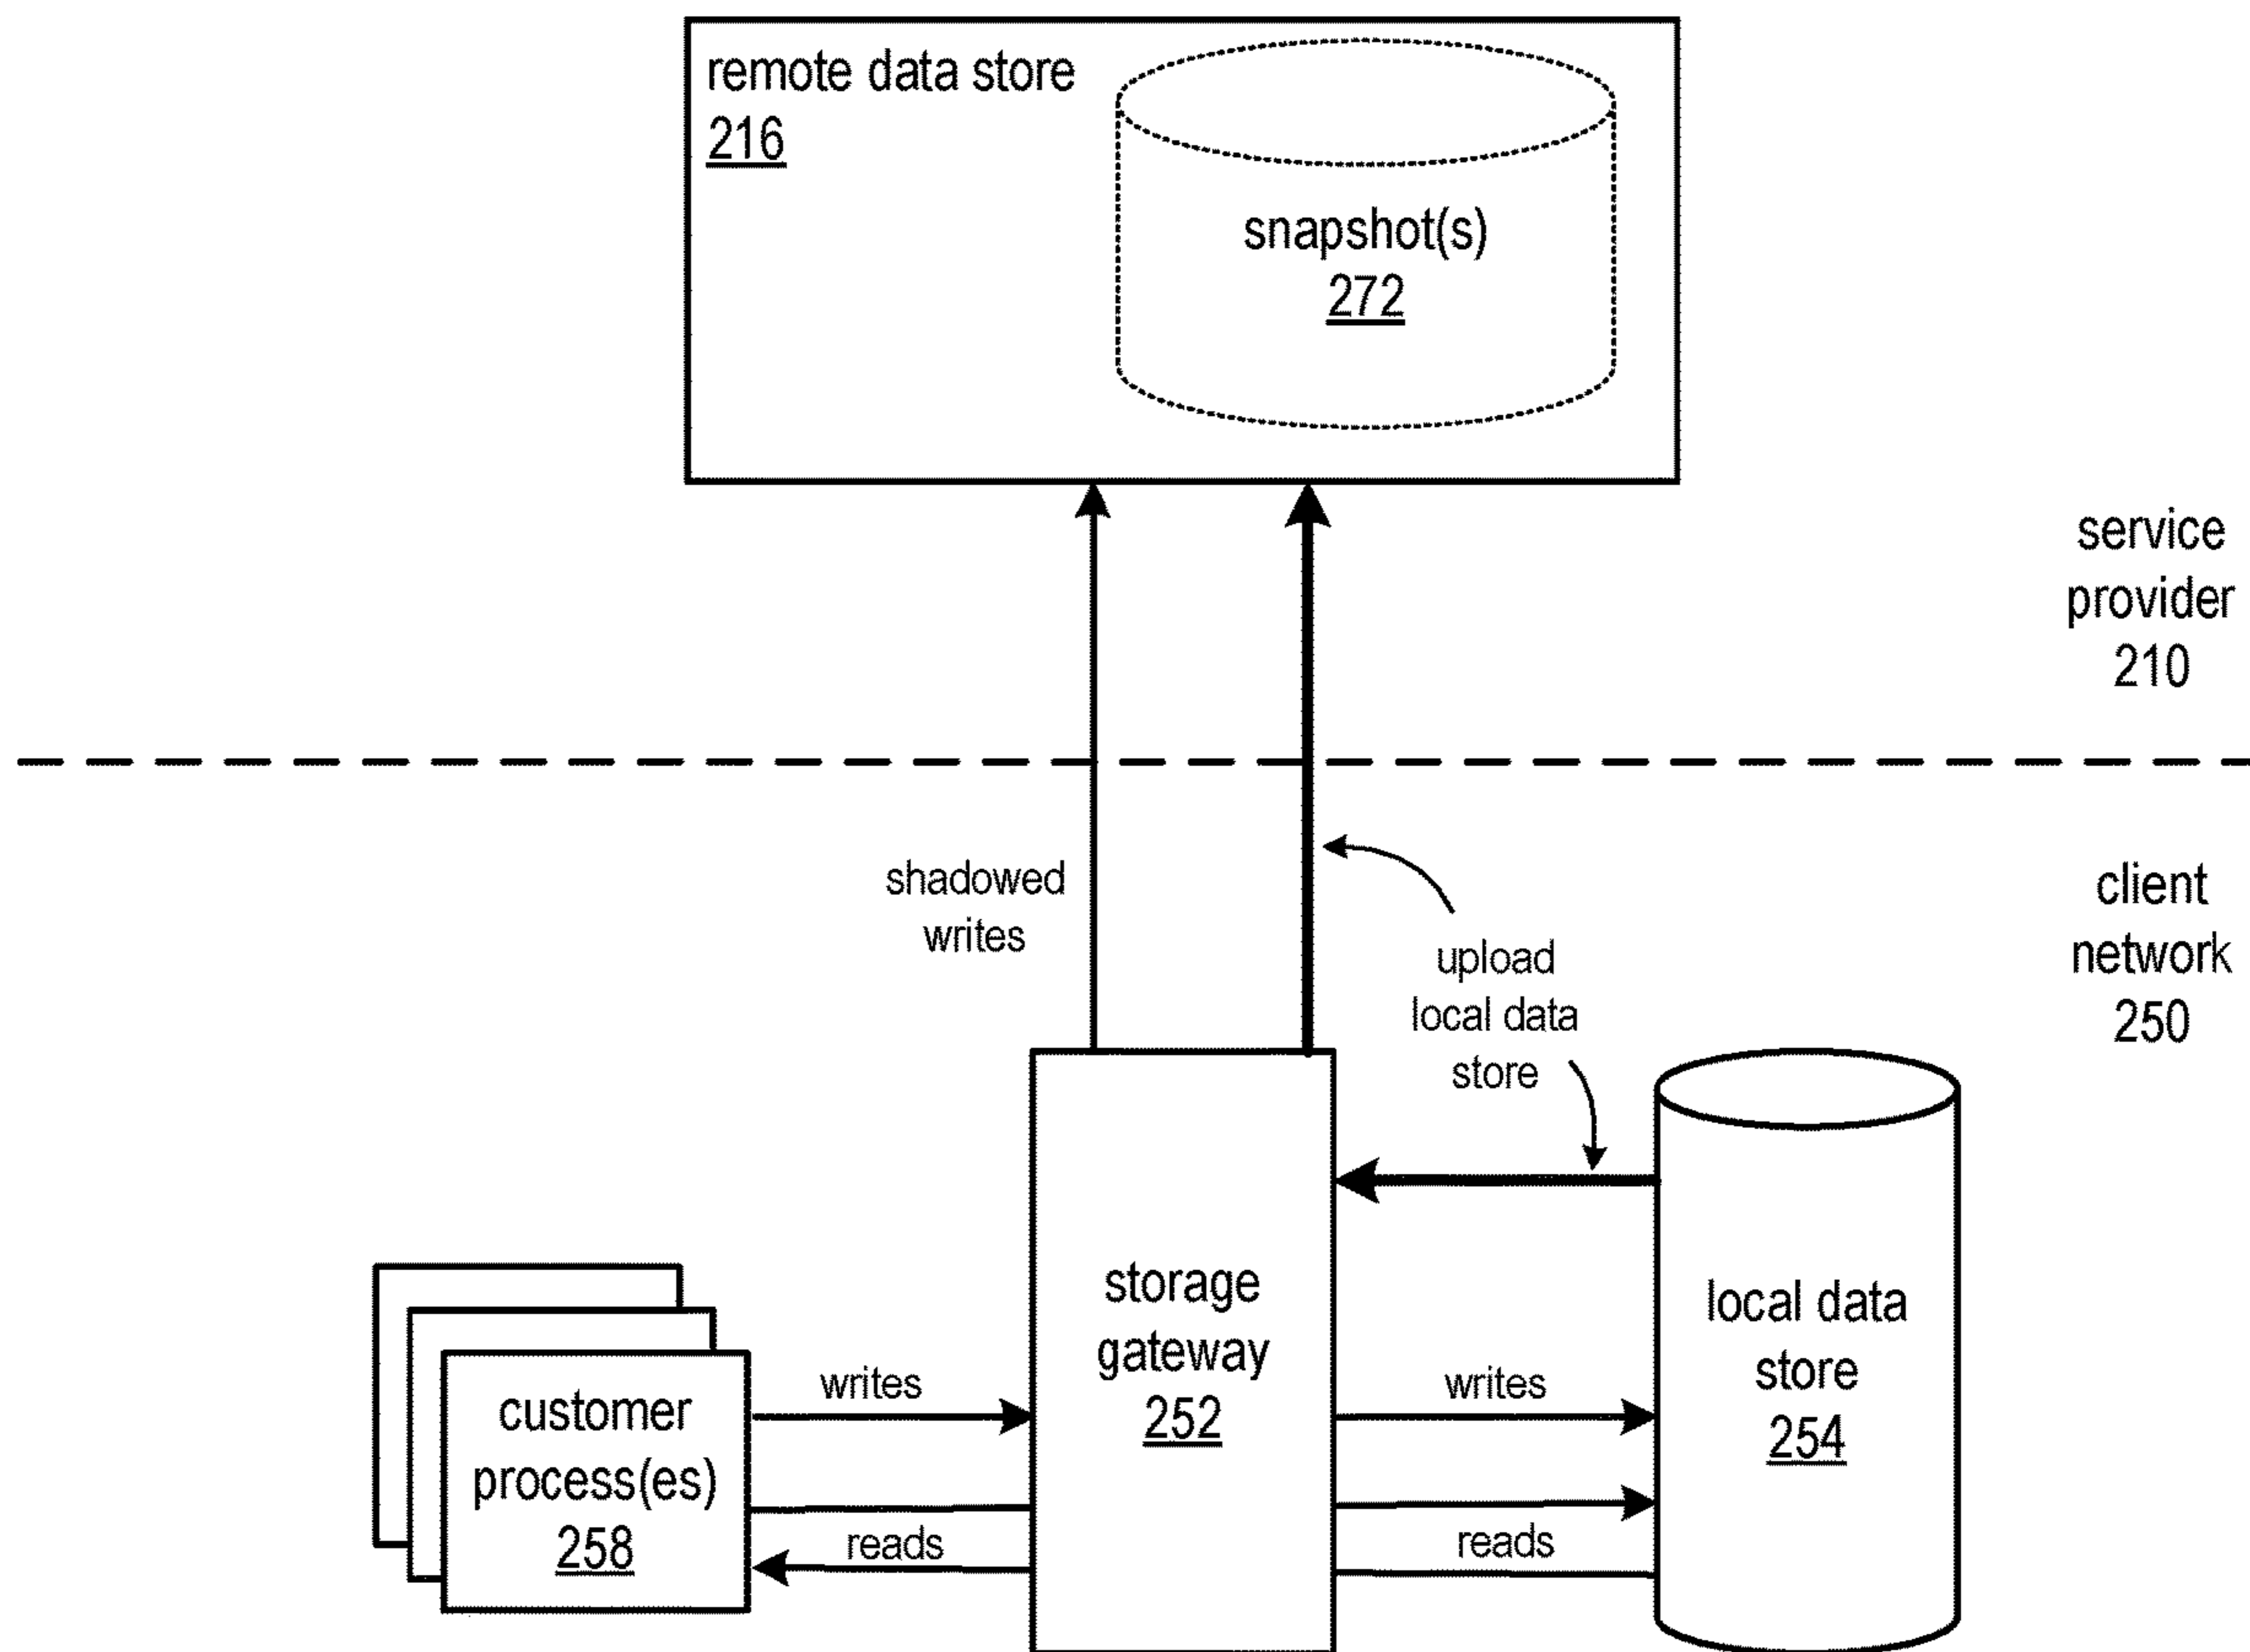 remote data store
216
snapshot(s)
272
service
provider
210
shadowed
writes
upload
local data
store
client
network
250
storage
gateway
252
local data
store
254
customer
process(es)
258
writes
reads
writes
reads